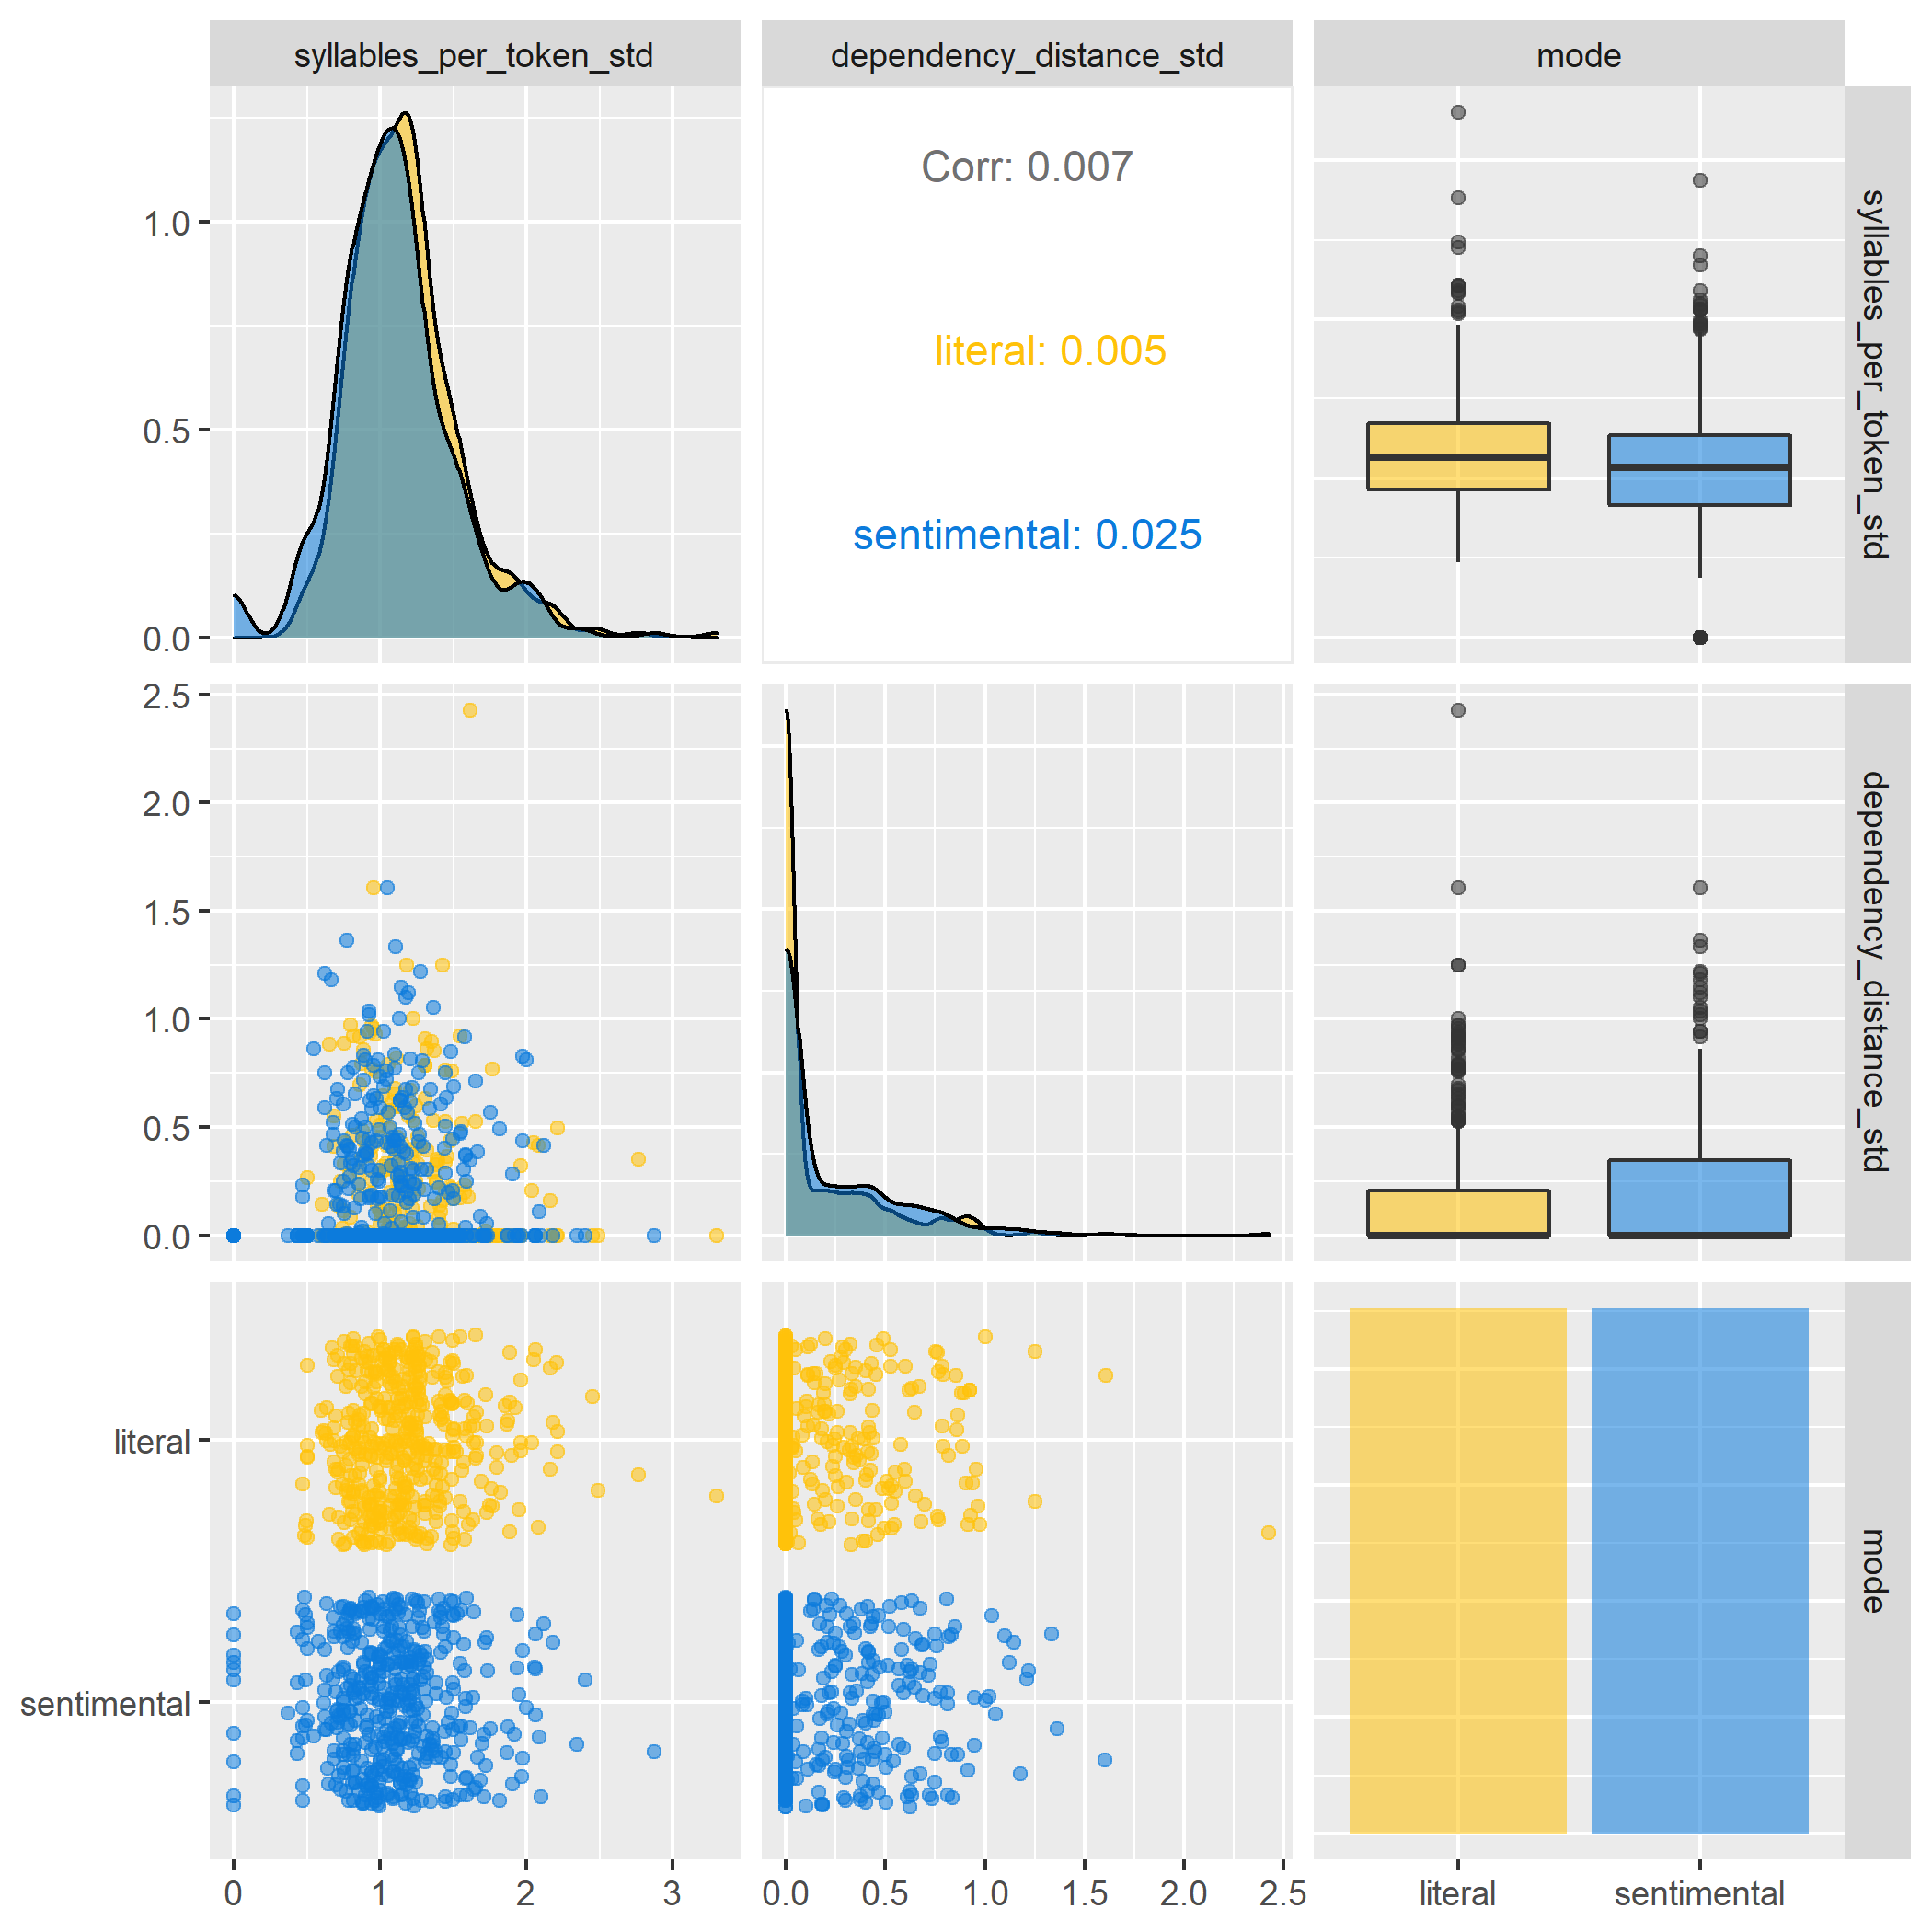 syllables_per_token_std
dependency_distance_std
mode
1.0
0.5
0.0
Corr: 0.007
literal: 0.005
sentimental: 0.025
syllables_per_token_std
2.5
2.0
1.5
1.0
0.5
0.0
dependency_distance_std
literal
sentimental
mode
0 1 2 3
0.0 0.5 1.0 1.5 2.0 2.5
literal sentimental